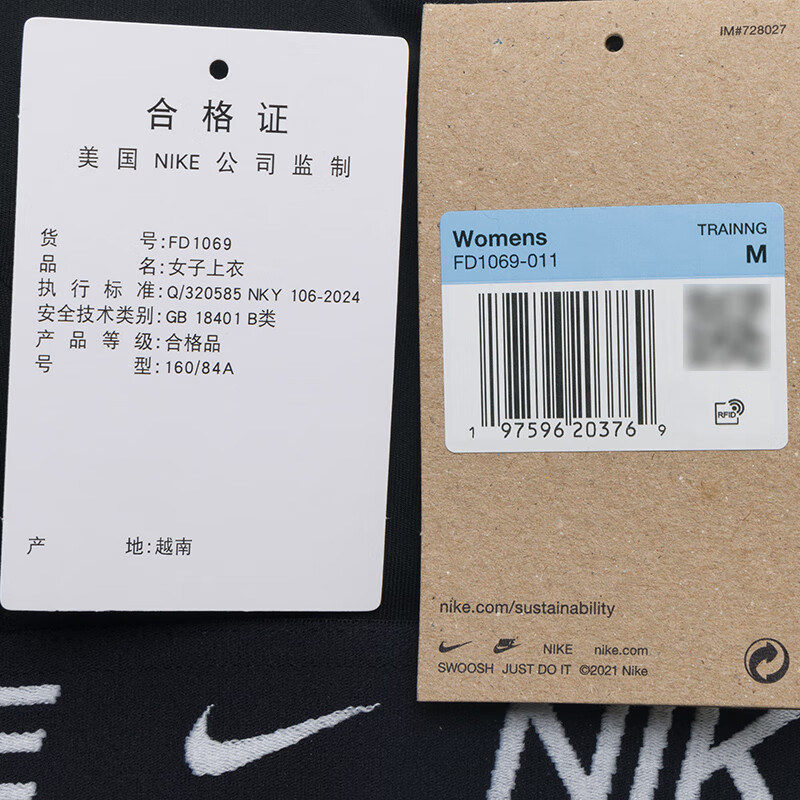 合格证
美国 NIKE 公司监制
货号:FD1069
品名:女子上衣
执行标准:Q/320585 NKY 106-2024
安全技术类别:GB 18401 B类
产品等级:合格品
号型:160/84A
产地:越南
IM#728027
Womens
TRAINNG
FD1069-011
M
RFID
1 97596 20376 9
nike.com/sustainability
NIKE nike.com
SWOOSH JUST DO IT ©2021 Nike
NIK